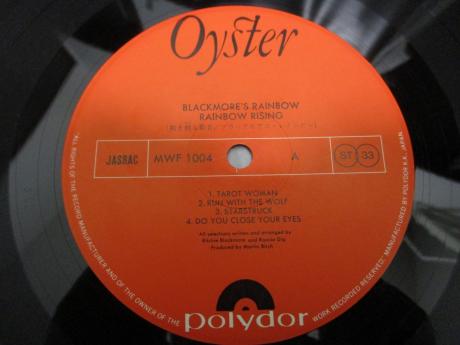 Oyster
BLACKMORE'S RAINBOW
RAINBOW RISING
JASRAC MWF 1004 A ST 33
1. TAROT WOMAN
2. RUN WITH THE WOLF
3. STARSTRUCK
4. DO YOU CLOSE YOUR EYES
All selections written and arranged by
Ritchie Blackmore and Ronnie Dio
Produced by Martin Birch
polydor
ALL RIGHTS OF THE RECORD MANUFACTURER AND OF THE OWNER OF THE WORK RECORDED RESERVED. MANUFACTURED BY POLYDOR K.K. JAPAN